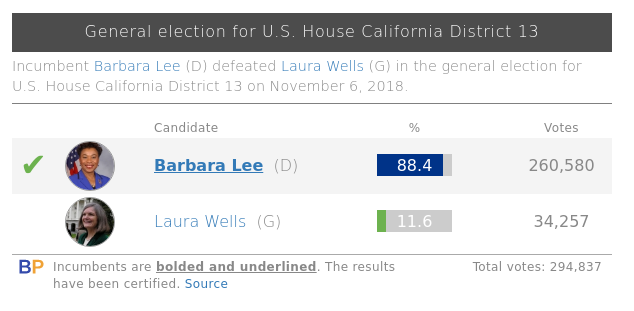 General election for U.S. House California District 13
Incumbent Barbara Lee (D) defeated Laura Wells (G) in the general election for
U.S. House California District 13 on November 6, 2018.
Candidate % Votes
✔ Barbara Lee (D) 88.4 260,580
Laura Wells (G) 11.6 34,257
BP Incumbents are bolded and underlined. The results Total votes: 294,837
have been certified. Source